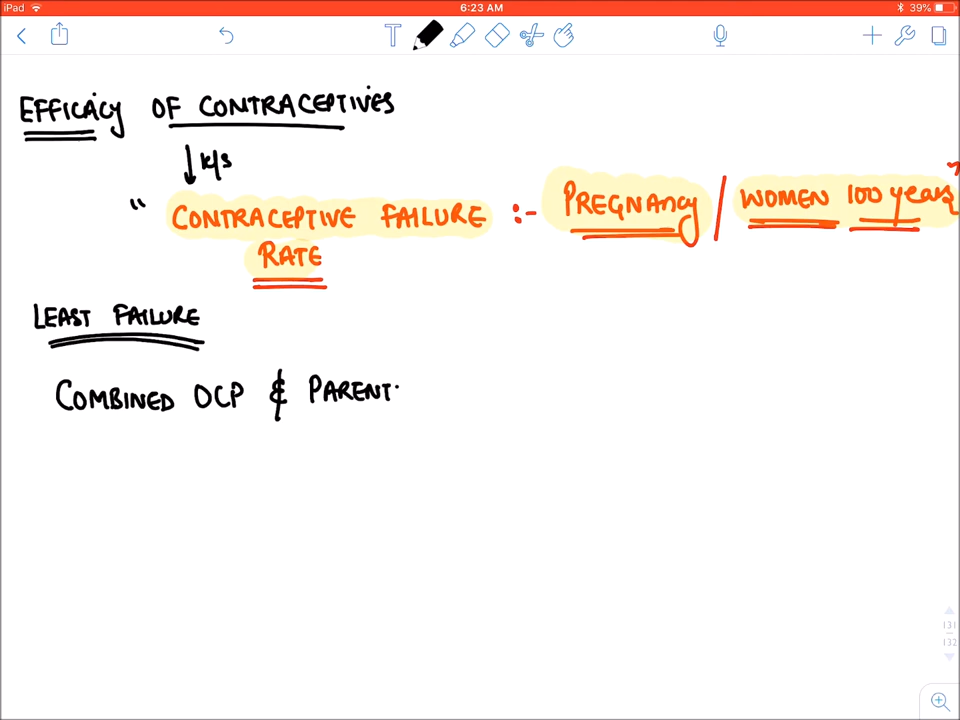 iPad 6:23 AM 39%
T
EFFICACY OF CONTRACEPTIVES
K/S
" CONTRACEPTIVE FAILURE :- PREGNANCY / WOMEN 100 years"
RATE
LEAST FAILURE
COMBINED OCP & PARENT
131
132